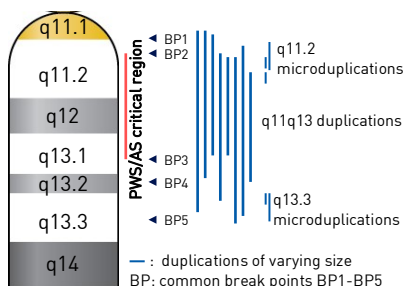 q11.1
q11.2
q12
q13.1
q13.2
q13.3
q14
PWS/AS critical region
BP1
BP2
BP3
BP4
BP5
q11.2
microduplications
q11q13 duplications
q13.3
microduplications
— : duplications of varying size
BP: common break points BP1-BP5